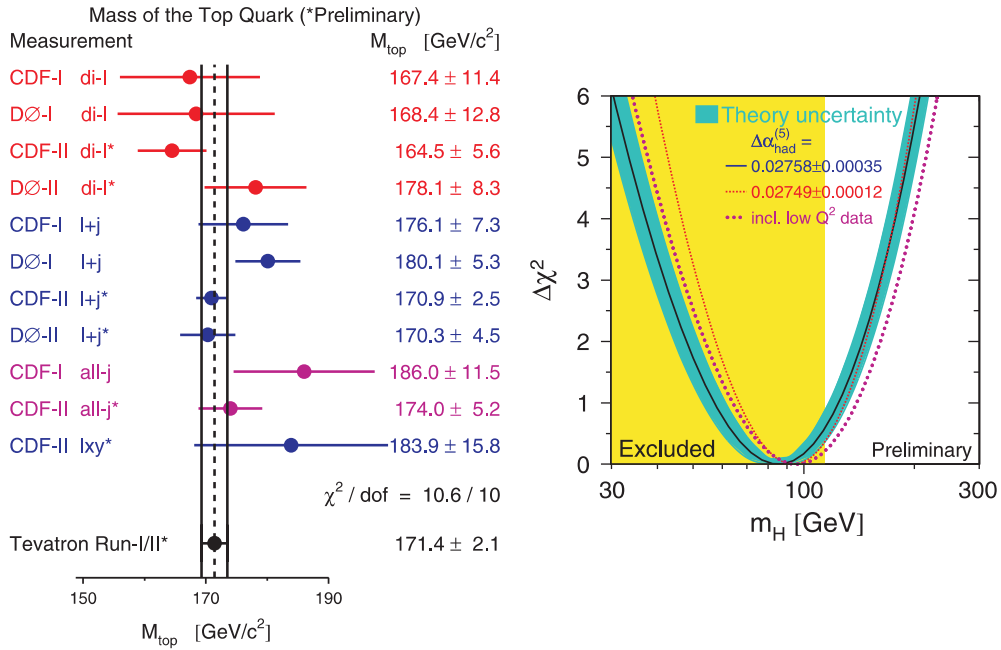 Mass of the Top Quark (*Preliminary)
Measurement M_top [GeV/c²]
CDF-I di-l 167.4 ± 11.4
DØ-I di-l 168.4 ± 12.8
CDF-II di-l* 164.5 ± 5.6
DØ-II di-l* 178.1 ± 8.3
CDF-I l+j 176.1 ± 7.3
DØ-I l+j 180.1 ± 5.3
CDF-II l+j* 170.9 ± 2.5
DØ-II l+j* 170.3 ± 4.5
CDF-I all-j 186.0 ± 11.5
CDF-II all-j* 174.0 ± 5.2
CDF-II lxy* 183.9 ± 15.8
χ² / dof = 10.6 / 10
Tevatron Run-I/II* 171.4 ± 2.1
150 170 190
M_top [GeV/c²]
6
5
4
3
2
1
0
Δχ²
Theory uncertainty
Δα_had^(5) =
0.02758±0.00035
0.02749±0.00012
incl. low Q² data
Excluded
Preliminary
30 100 300
m_H [GeV]